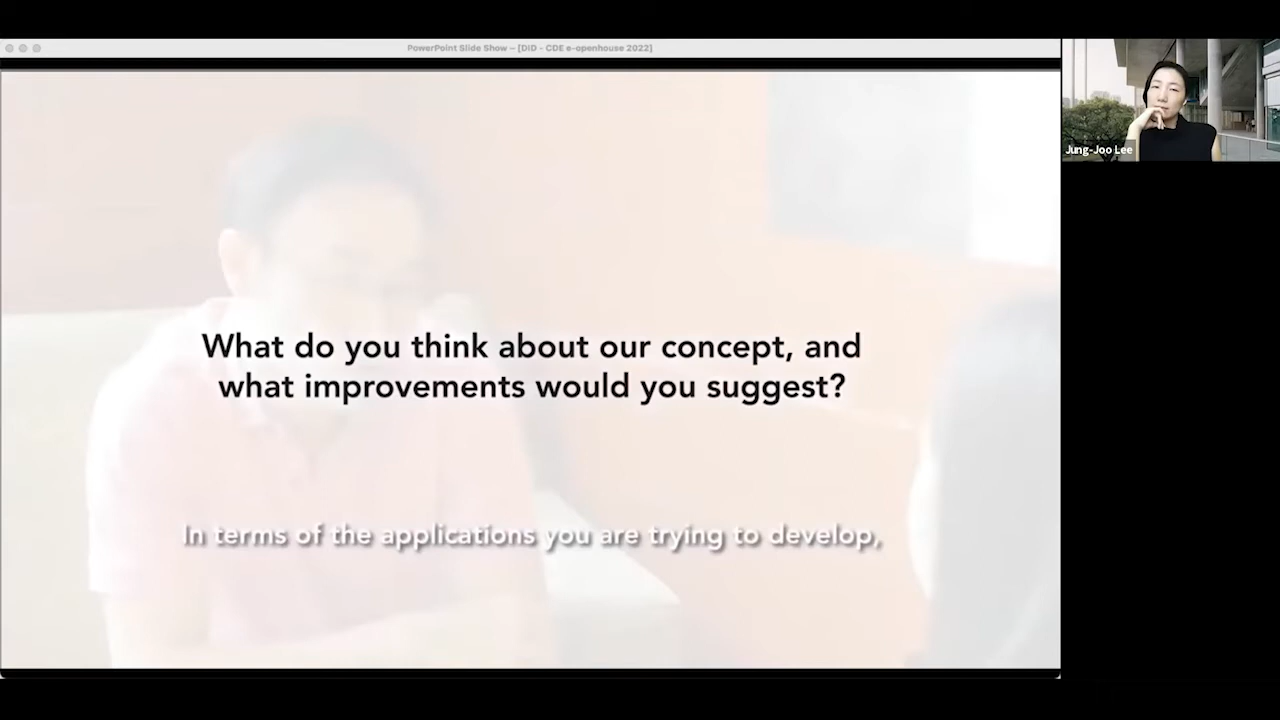 PowerPoint Slide Show – [DID - CDE e-openhouse 2022]
Jung-Joo Lee
What do you think about our concept, and
what improvements would you suggest?
In terms of the applications you are trying to develop,